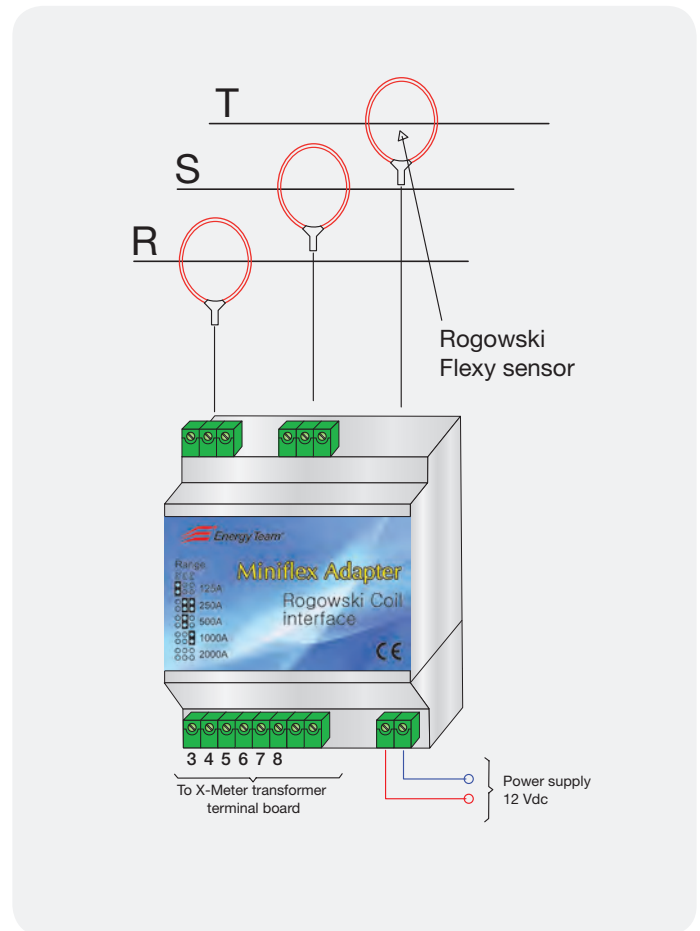 T
S
R
Rogowski
Flexy sensor
Energy Team
Range
Miniflex Adapter
125A
Rogowski Coil
250A
interface
500A
1000A
CE
2000A
3 4 5 6 7 8
To X-Meter transformer
terminal board
Power supply
12 Vdc